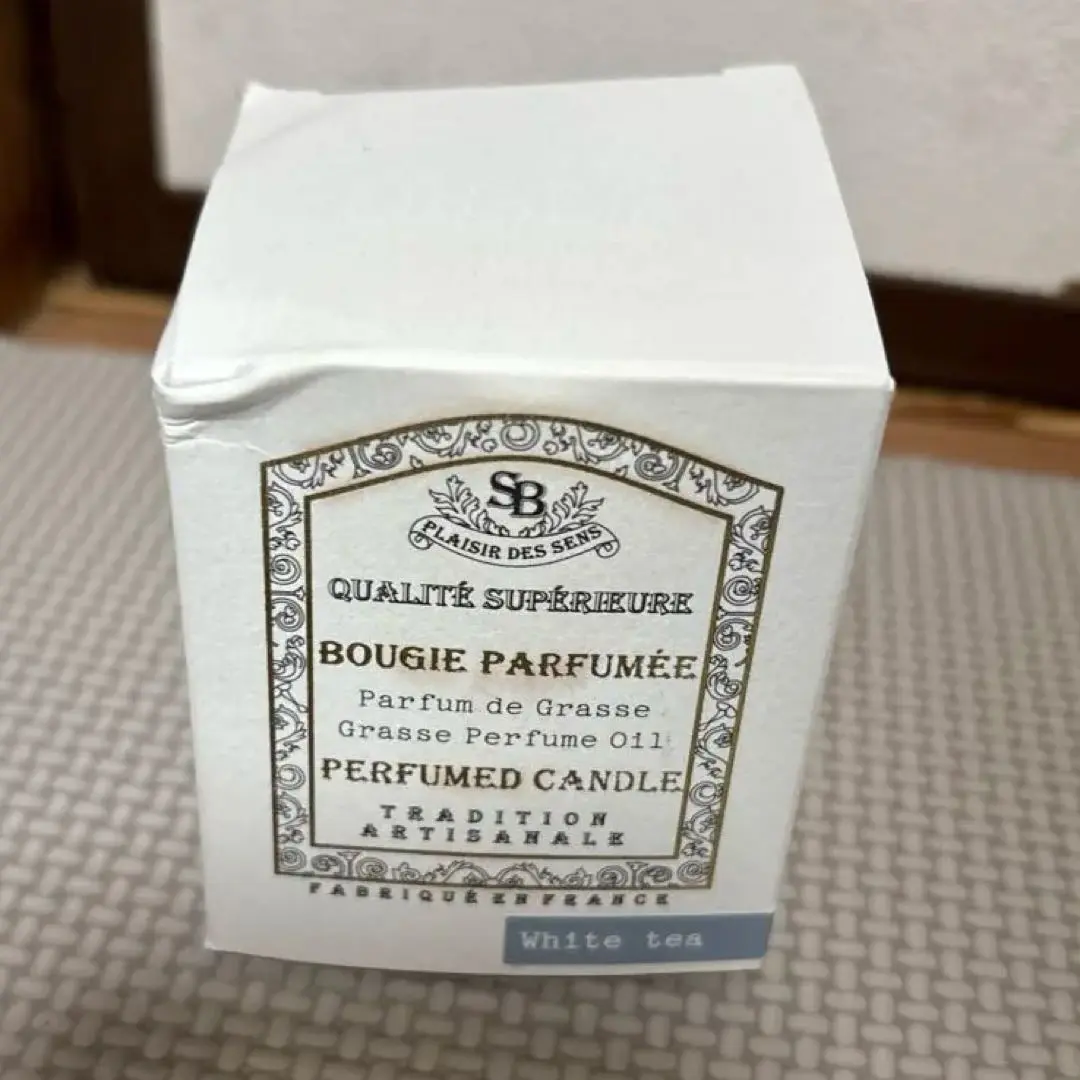 SB
PLAISIR DES SENS
QUALITÉ SUPÉRIEURE
BOUGIE PARFUMÉE
Parfum de Grasse
Grasse Perfume Oil
PERFUMED CANDLE
TRADITION
ARTISANALE
FABRIQUÉ EN FRANCE
White tea